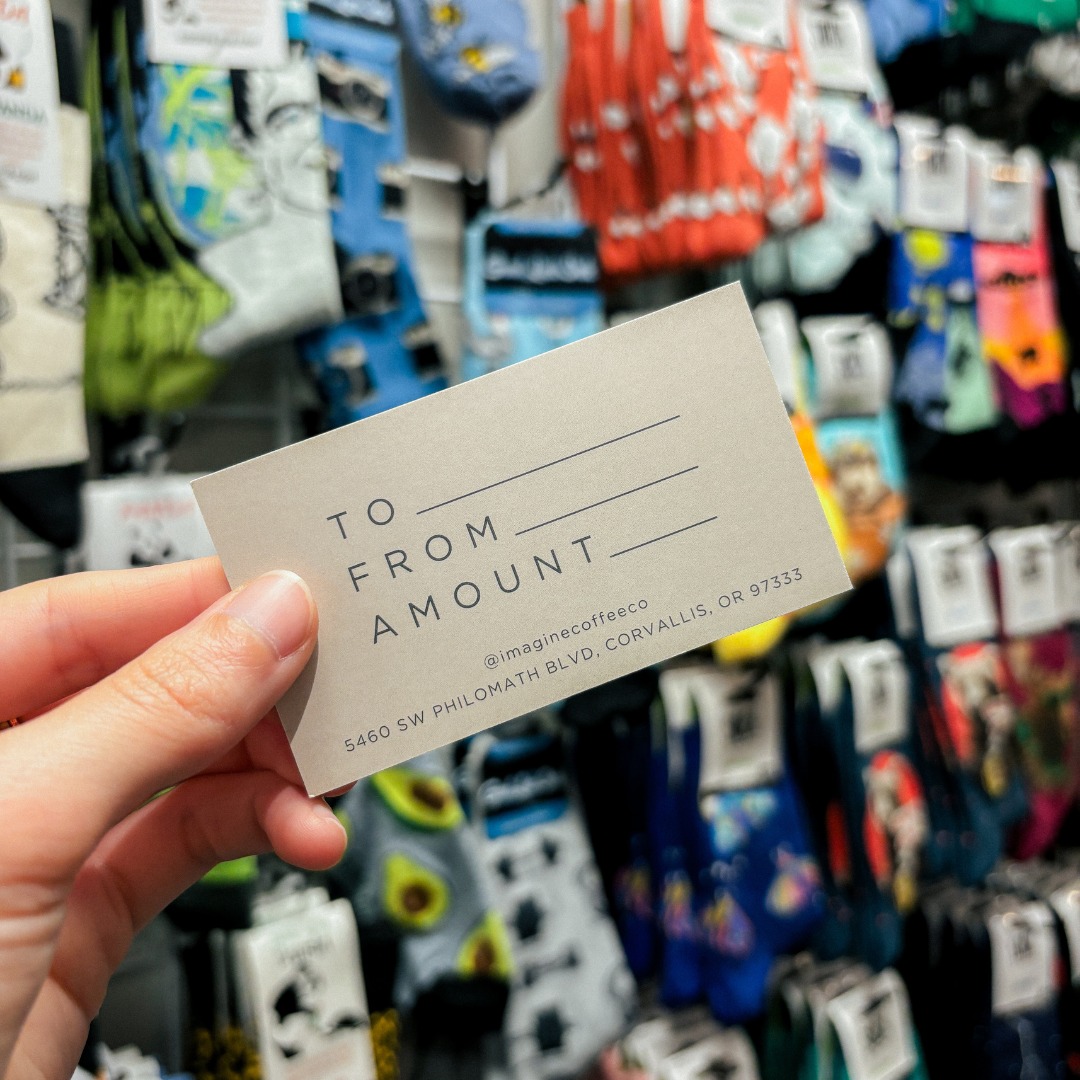 TO
FROM
AMOUNT
@imaginecoffeeco
5460 SW PHILOMATH BLVD, CORVALLIS, OR 97333